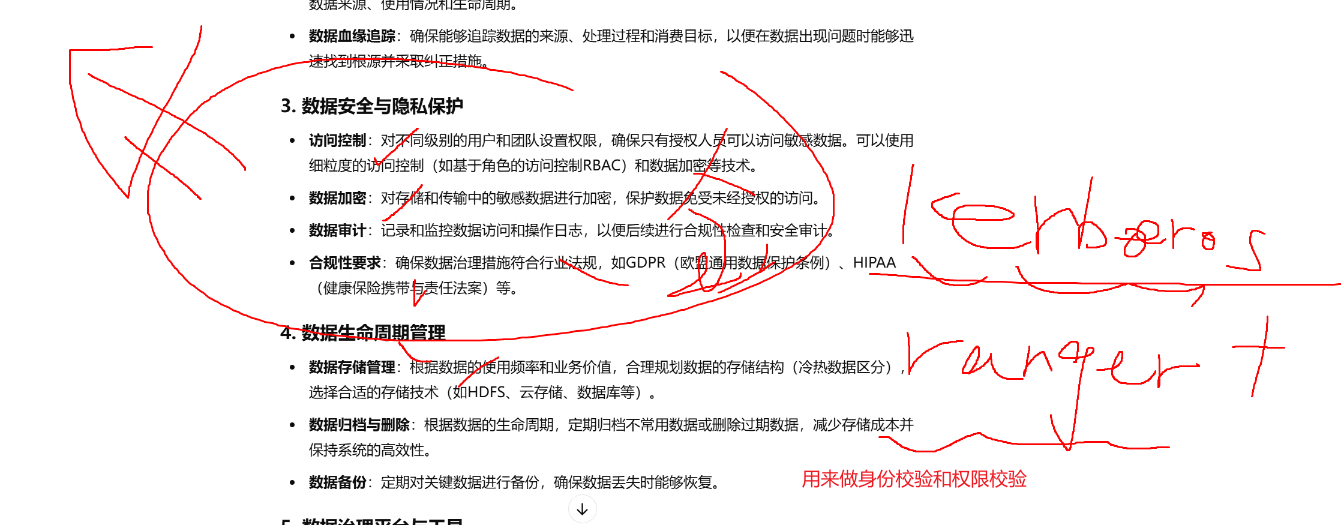 数据来源、使用情况和生命周期。
• 数据血缘追踪：确保能够追踪数据的来源、处理过程和消费目标，以便在数据出现问题时能够迅
速找到根源并采取纠正措施。
3. 数据安全与隐私保护
• 访问控制：对不同级别的用户和团队设置权限，确保只有授权人员可以访问敏感数据。可以使用
细粒度的访问控制（如基于角色的访问控制RBAC）和数据加密等技术。
• 数据加密：对存储和传输中的敏感数据进行加密，保护数据免受未经授权的访问。
• 数据审计：记录和监控数据访问和操作日志，以便后续进行合规性检查和安全审计。
• 合规性要求：确保数据治理措施符合行业法规，如GDPR（欧盟通用数据保护条例）、HIPAA
（健康保险携带与责任法案）等。
4. 数据生命周期管理
• 数据存储管理：根据数据的使用频率和业务价值，合理规划数据的存储结构（冷热数据区分），
选择合适的存储技术（如HDFS、云存储、数据库等）。
• 数据归档与删除：根据数据的生命周期，定期归档不常用数据或删除过期数据，减少存储成本并
保持系统的高效性。
• 数据备份：定期对关键数据进行备份，确保数据丢失时能够恢复。
5. 数据治理平台与工具
ranger +
用来做身份校验和权限校验